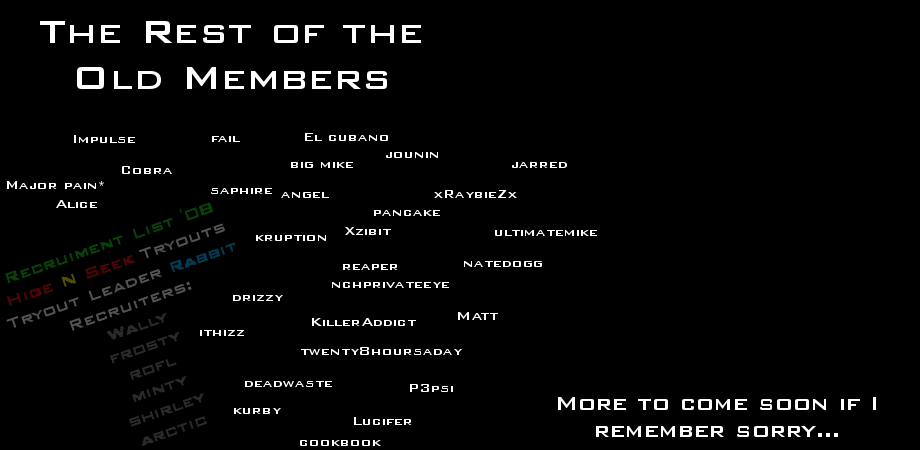 The Rest of the
Old Members
Impulse
fail
El cubano
jounin
big mike
jarred
Cobra
Major pain*
saphire
angel
xRaybieZx
Alice
pancake
Recruiment List '08
Hige N Seek Tryouts
Tryout Leader Rabbit
Recruiters:
Wally
frosty
rofl
minty
shirley
arctic
kruption
Xzibit
ultimatemike
reaper
natedogg
nchprivateeye
drizzy
ithizz
KillerAddict
Matt
twenty8hoursaday
deadwaste
P3psi
kurby
Lucifer
cookbook
More to come soon if I
remember sorry...